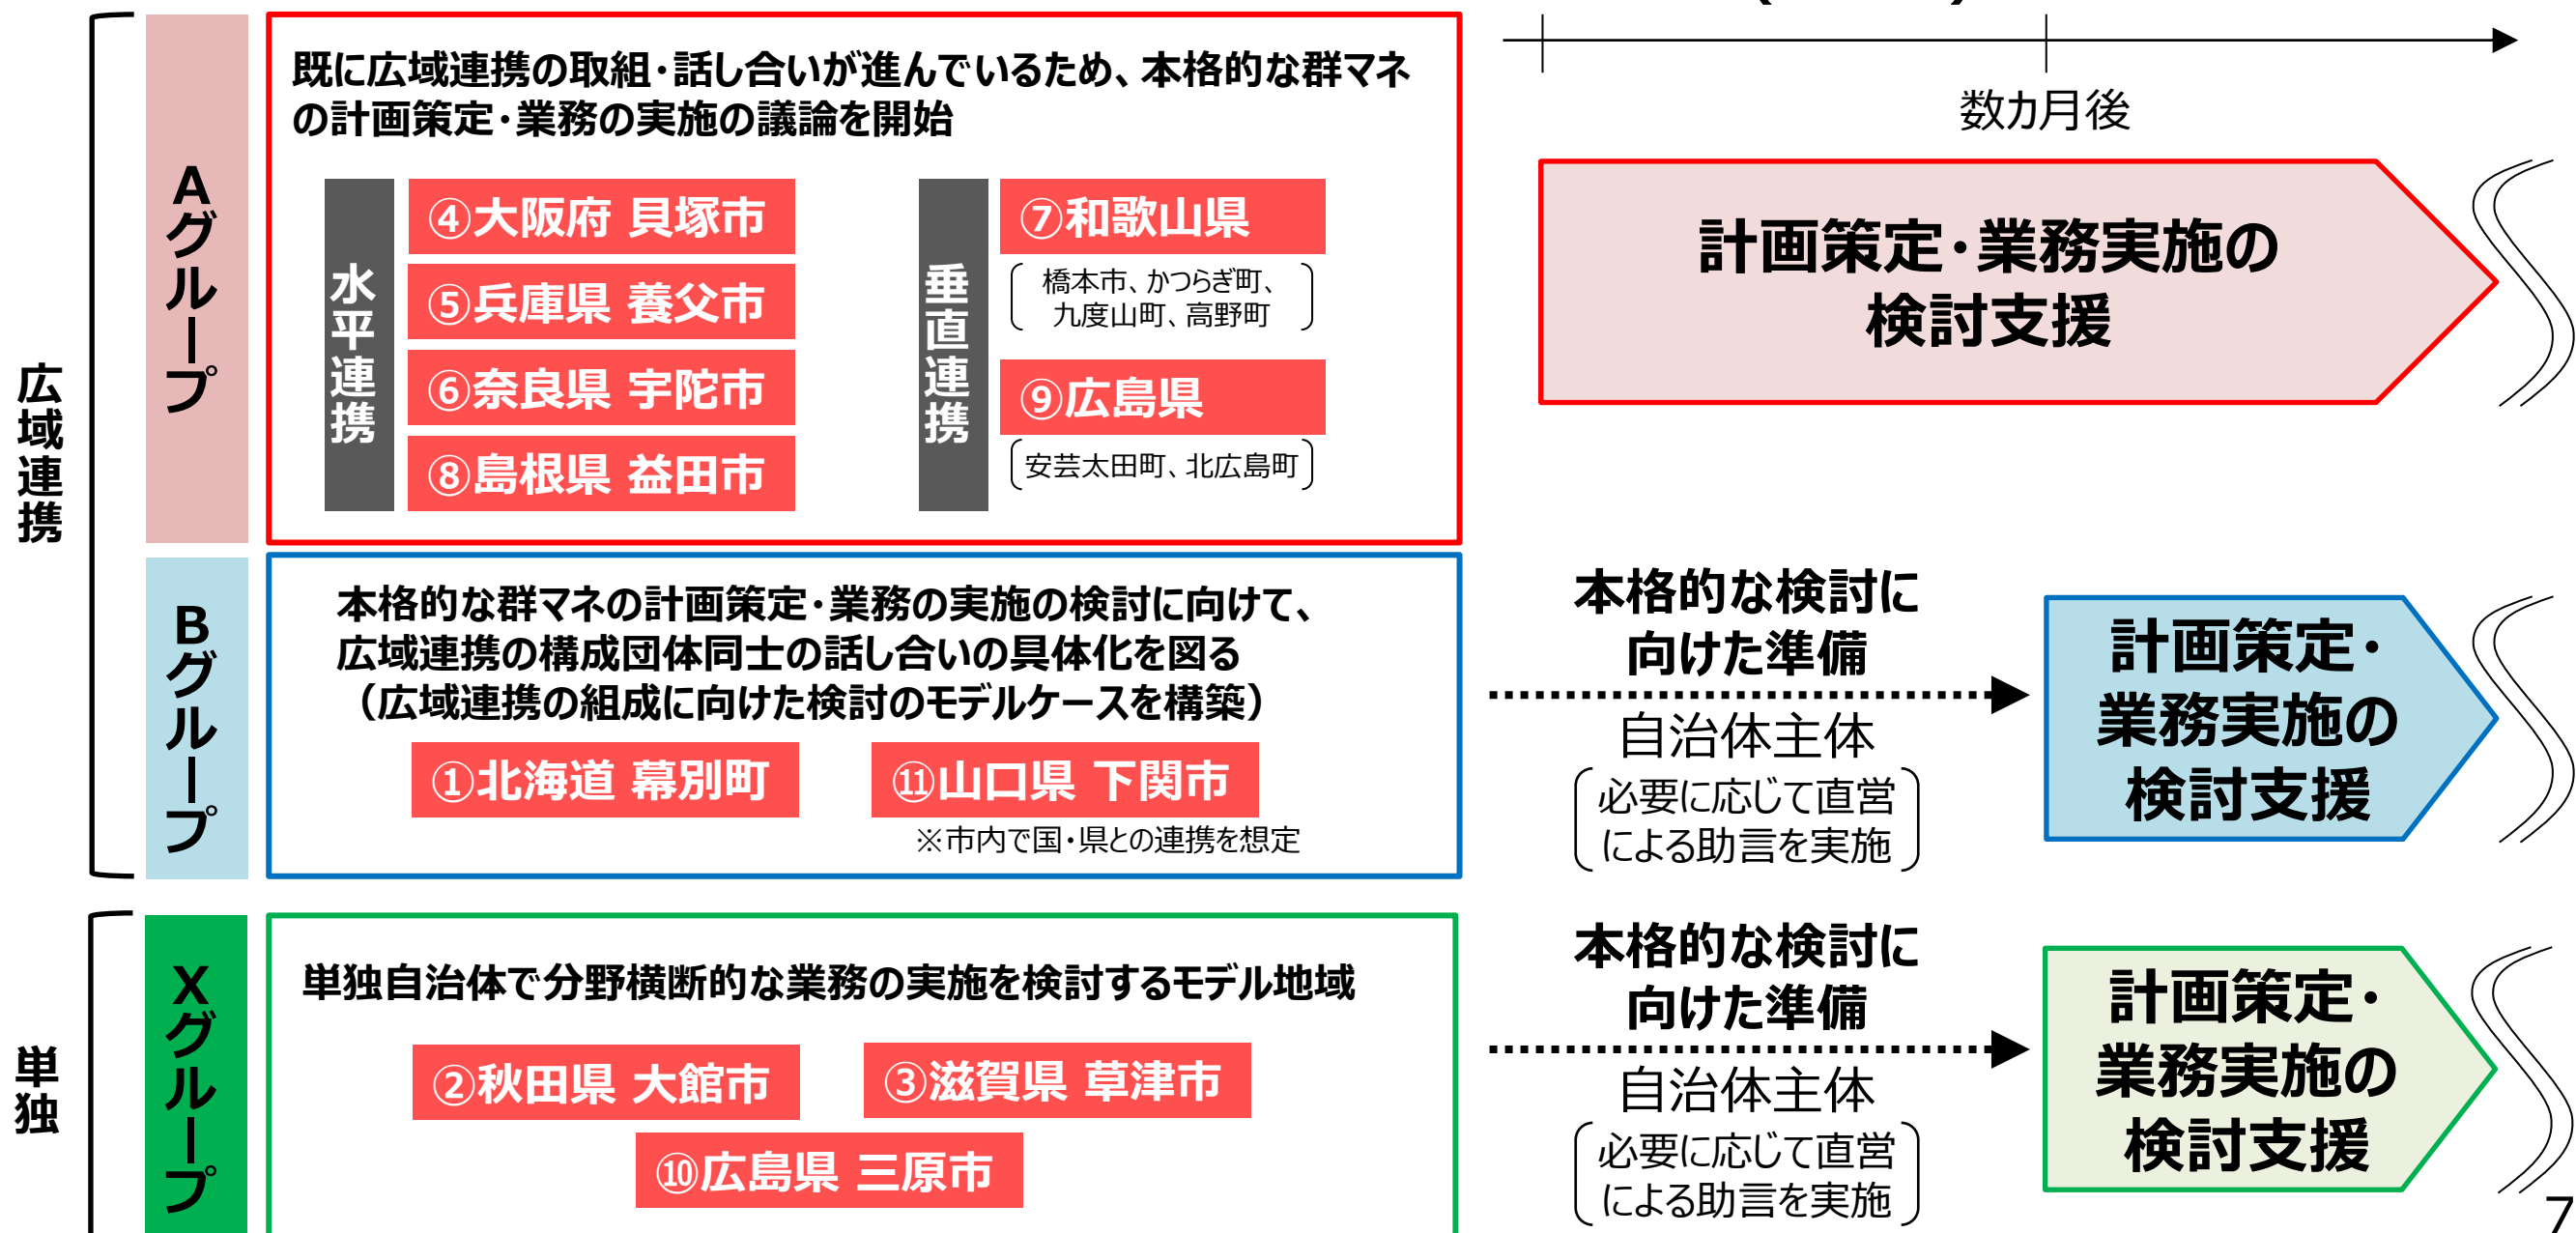 広域連携
Aグループ
既に広域連携の取組・話し合いが進んでいるため、本格的な群マネ
の計画策定・業務の実施の議論を開始
水平連携
④大阪府 貝塚市
⑤兵庫県 養父市
⑥奈良県 宇陀市
⑧島根県 益田市
垂直連携
⑦和歌山県
橋本市、かつらぎ町、
九度山町、高野町
⑨広島県
安芸太田町、北広島町
数カ月後
計画策定・業務実施の
検討支援
Bグループ
本格的な群マネの計画策定・業務の実施の検討に向けて、
広域連携の構成団体同士の話し合いの具体化を図る
（広域連携の組成に向けた検討のモデルケースを構築）
①北海道 幕別町
⑪山口県 下関市
※市内で国・県との連携を想定
本格的な検討に
向けた準備
自治体主体
必要に応じて直営
による助言を実施
計画策定・
業務実施の
検討支援
単独
Xグループ
単独自治体で分野横断的な業務の実施を検討するモデル地域
②秋田県 大館市
③滋賀県 草津市
⑩広島県 三原市
本格的な検討に
向けた準備
自治体主体
必要に応じて直営
による助言を実施
計画策定・
業務実施の
検討支援
7